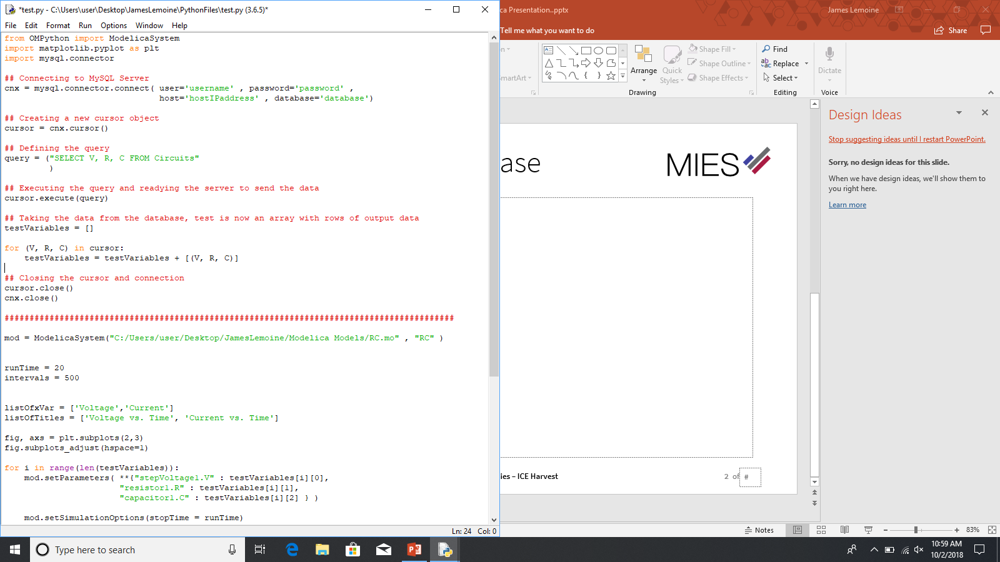 *test.py - C:\Users\user\Desktop\JamesLemoine\PythonFiles\test.py (3.6.5)*
File Edit Format Run Options Window Help
from OMPython import ModelicaSystem
import matplotlib.pyplot as plt
import mysql.connector
## Connecting to MySQL Server
cnx = mysql.connector.connect( user='username' , password='password' ,
host='hostIPaddress' , database='database')
## Creating a new cursor object
cursor = cnx.cursor()
## Defining the query
query = ("SELECT V, R, C FROM Circuits"
)
## Executing the query and readying the server to send the data
cursor.execute(query)
## Taking the data from the database, test is now an array with rows of output data
testVariables = []
for (V, R, C) in cursor:
testVariables = testVariables + [(V, R, C)]
## Closing the cursor and connection
cursor.close()
cnx.close()
##########################################################################################
mod = ModelicaSystem("C:/Users/user/Desktop/JamesLemoine/Modelica Models/RC.mo" , "RC" )
runTime = 20
intervals = 500
listOfxVar = ['Voltage','Current']
listOfTitles = ['Voltage vs. Time', 'Current vs. Time']
fig, axs = plt.subplots(2,3)
fig.subplots_adjust(hspace=1)
for i in range(len(testVariables)):
mod.setParameters( **{"stepVoltage1.V" : testVariables[i][0],
"resistor1.R" : testVariables[i][1],
"capacitor1.C" : testVariables[i][2] } )
mod.setSimulationOptions(stopTime = runTime)
Ln: 24 Col: 0
ca Presentation..pptx
James Lemoine
Tell me what you want to do
Share
on
SmartArt
Arrange
Quick
Styles
Shape Fill
Shape Outline
Shape Effects
Drawing
Find
Replace
Select
Editing
Dictate
Voice
ase
MIES
ies – ICE Harvest
2 of #
Design Ideas
Stop suggesting ideas until I restart PowerPoint.
Sorry, no design ideas for this slide.
When we have design ideas, we'll show them to
you right here.
Learn more
Notes
83%
Type here to search
10:59 AM
10/2/2018